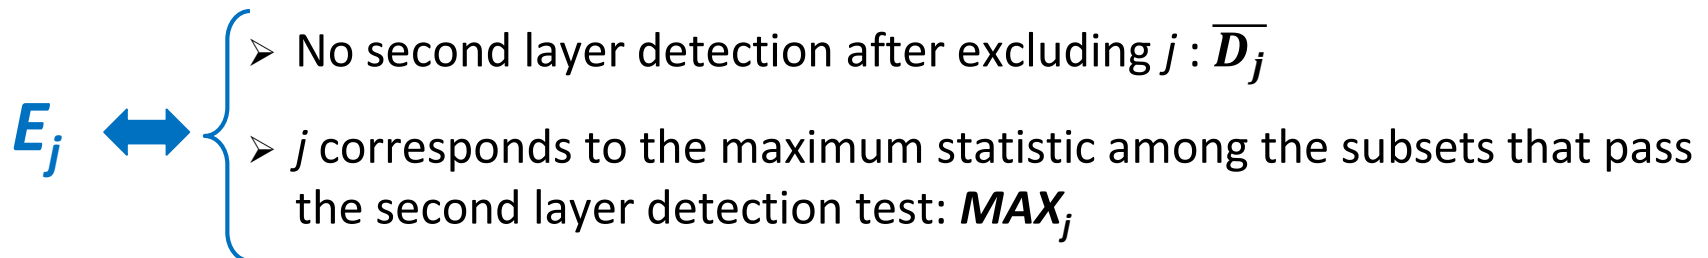 ➢ No second layer detection after excluding j : D̅ⱼ
Eⱼ
➢ j corresponds to the maximum statistic among the subsets that pass
the second layer detection test: MAXⱼ